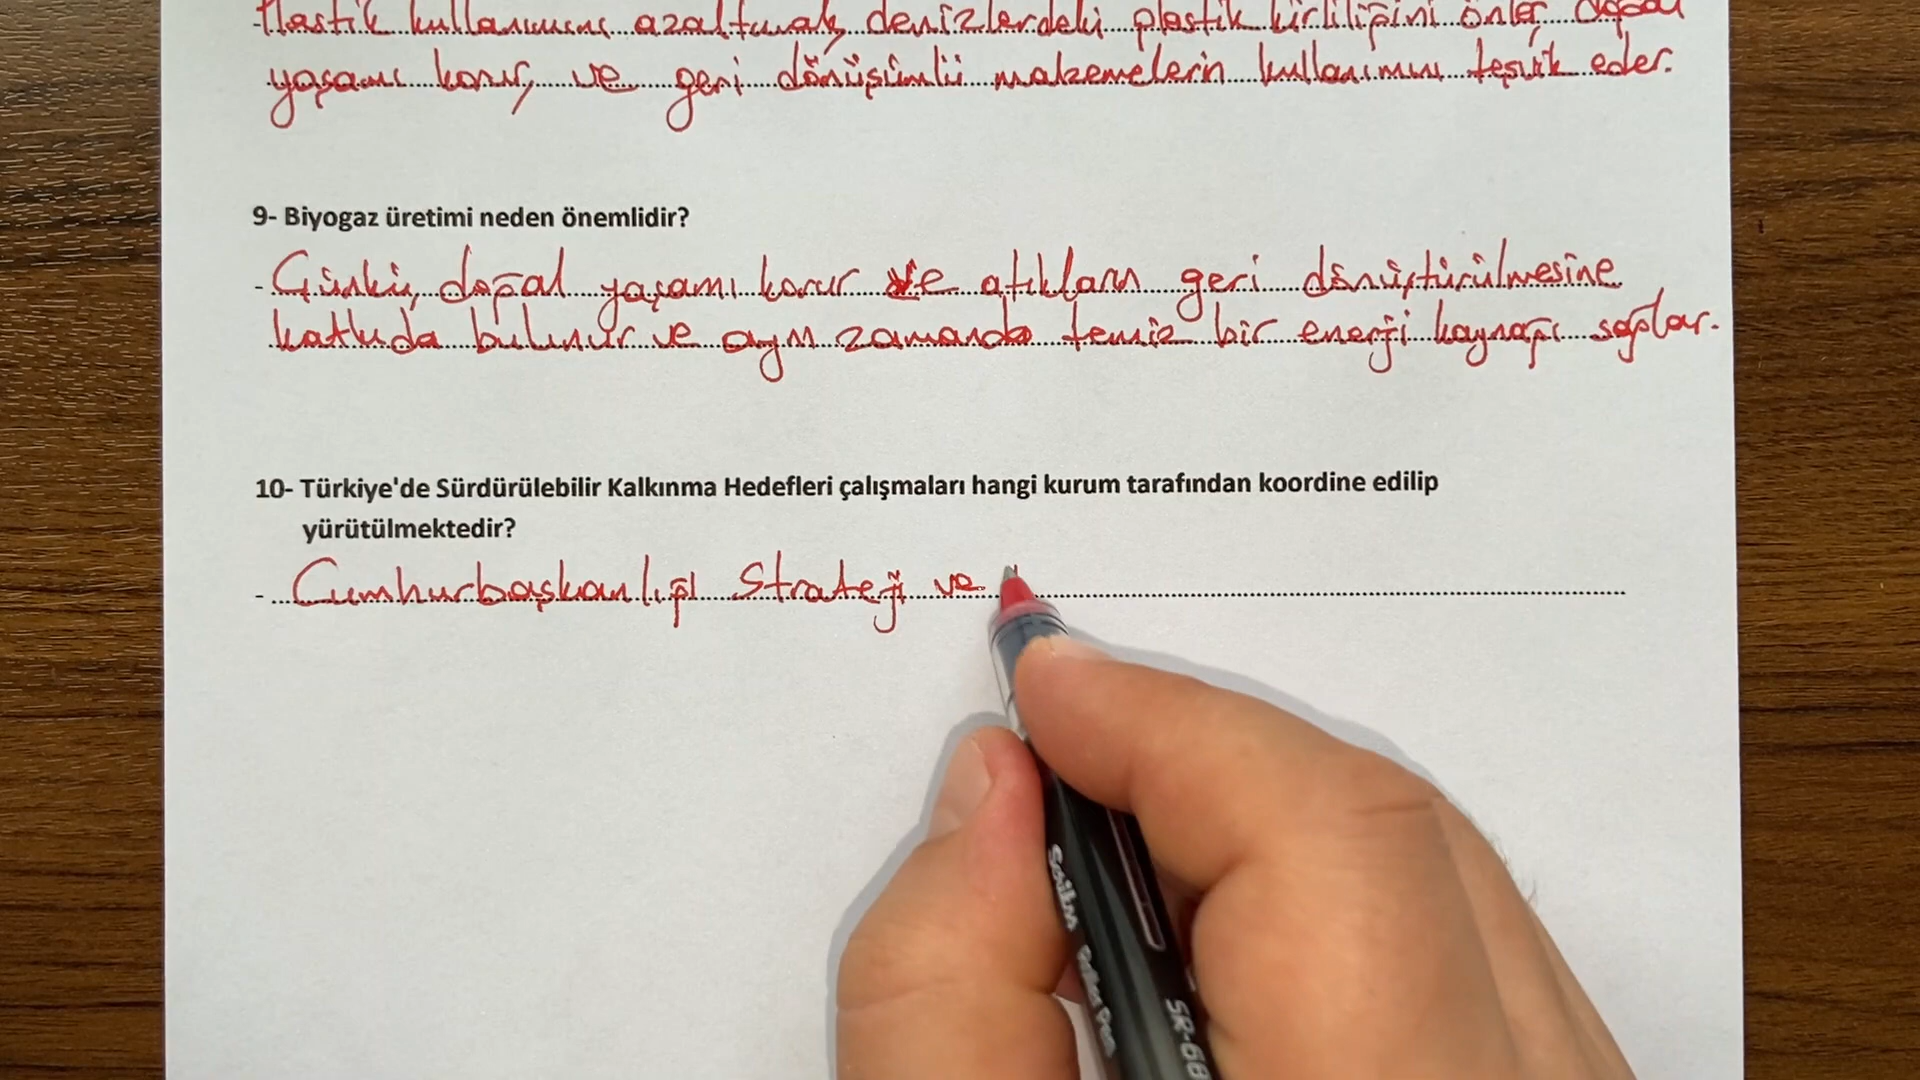 -Plastik kullanımını azaltmak, denizlerdeki plastik kirliliğini önler, doğal
yaşamı korur, ve geri dönüşümlü malzemelerin kullanımını teşvik eder.
9- Biyogaz üretimi neden önemlidir?
- Çünkü, doğal yaşamı korur ve atıkların geri dönüştürülmesine
katkıda bulunur ve aynı zamanda temiz bir enerji kaynağı sağlar.
10- Türkiye'de Sürdürülebilir Kalkınma Hedefleri çalışmaları hangi kurum tarafından koordine edilip
yürütülmektedir?
- Cumhurbaşkanlığı Strateji ve
SR-68